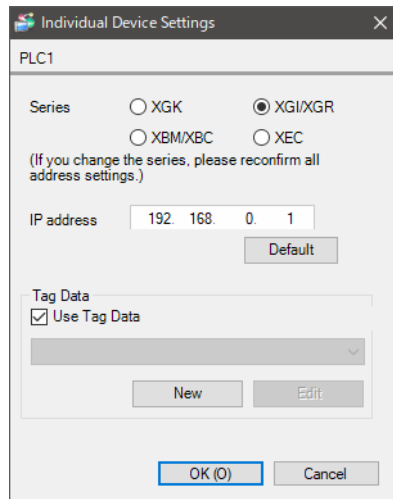 Individual Device Settings
PLC1
Series XGK XGI/XGR
XBM/XBC XEC
(If you change the series, please reconfirm all
address settings.)
IP address 192. 168. 0. 1
Default
Tag Data
Use Tag Data
New Edit
OK (O) Cancel